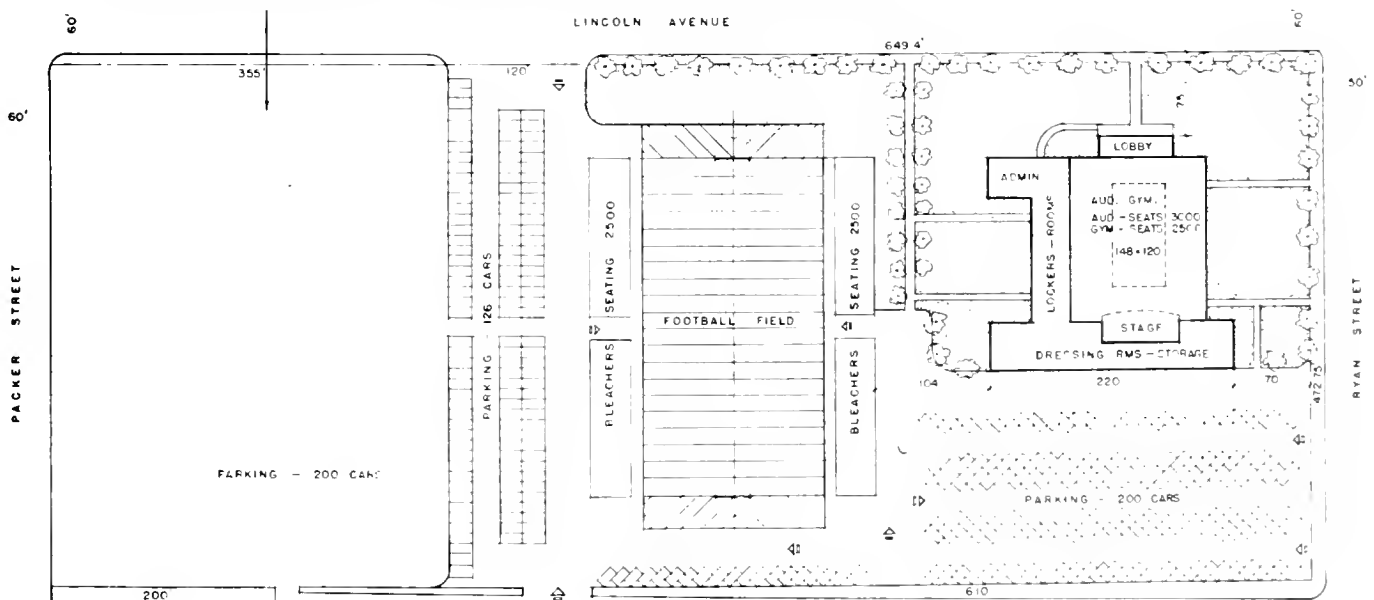 LINCOLN AVENUE
60'
60'
649.4'
355'
120'
50'
60'
75
LOBBY
ADMIN
AUD. GYM.
AUD - SEATS 3000
GYM - SEATS 2500
148 × 120
LOCKERS - ROOMS
SEATING 2500
SEATING 2500
PARKING - 126 CARS
PACKER STREET
RYAN STREET
FOOTBALL FIELD
STAGE
DRESSING RMS - STORAGE
BLEACHERS
BLEACHERS
104
220
70
472.75
PARKING - 200 CARS
PARKING - 200 CARS
200
610